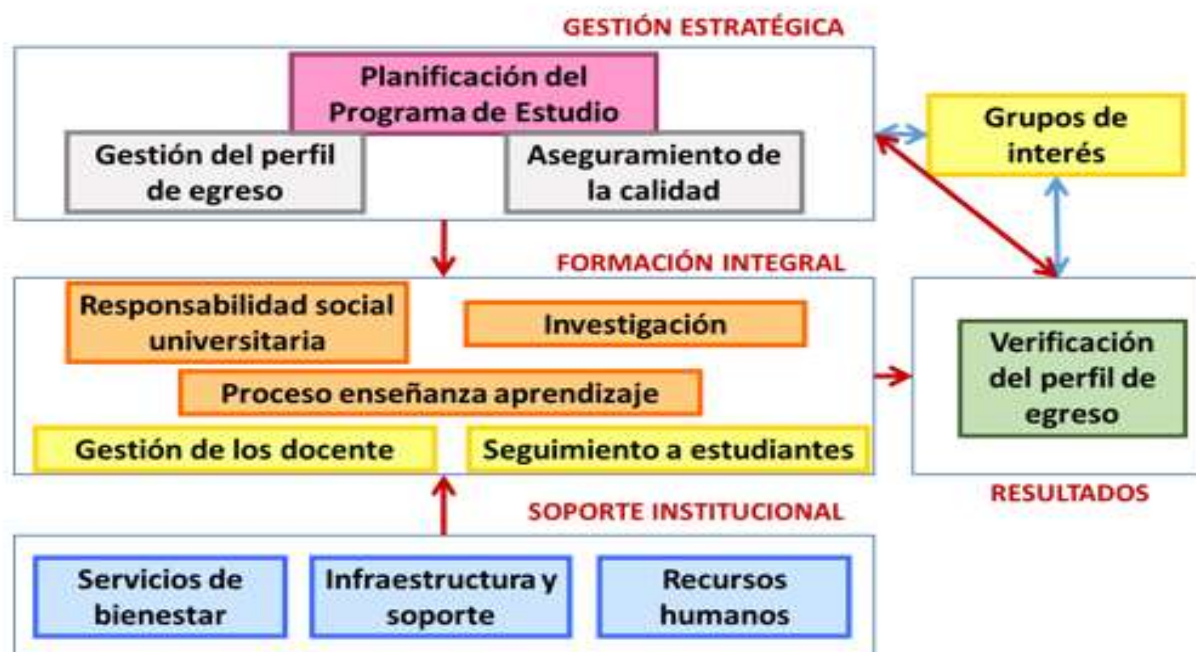 GESTIÓN ESTRATÉGICA
Planificación del
Programa de Estudio
Gestión del perfil
de egreso
Aseguramiento de
la calidad
Grupos de
interés
FORMACIÓN INTEGRAL
Responsabilidad social
universitaria
Investigación
Proceso enseñanza aprendizaje
Gestión de los docente
Seguimiento a estudiantes
Verificación
del perfil de
egreso
RESULTADOS
SOPORTE INSTITUCIONAL
Servicios de
bienestar
Infraestructura y
soporte
Recursos
humanos